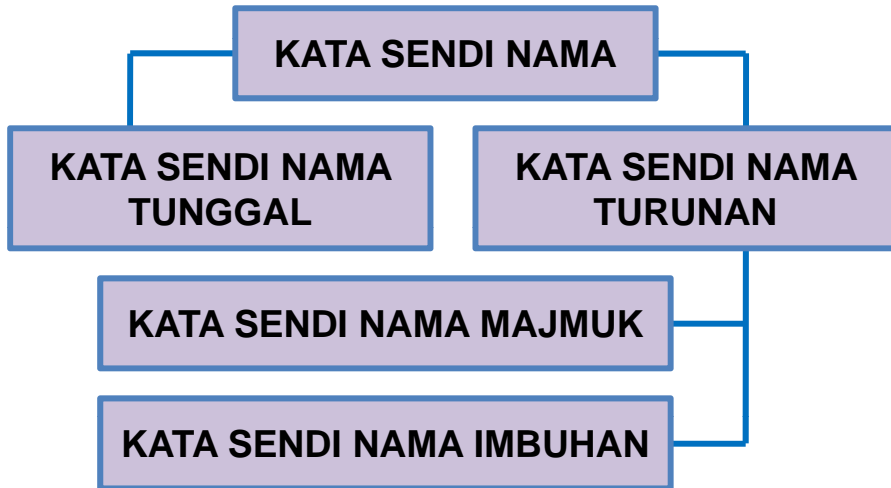 KATA SENDI NAMA
KATA SENDI NAMA
TUNGGAL
KATA SENDI NAMA
TURUNAN
KATA SENDI NAMA MAJMUK
KATA SENDI NAMA IMBUHAN